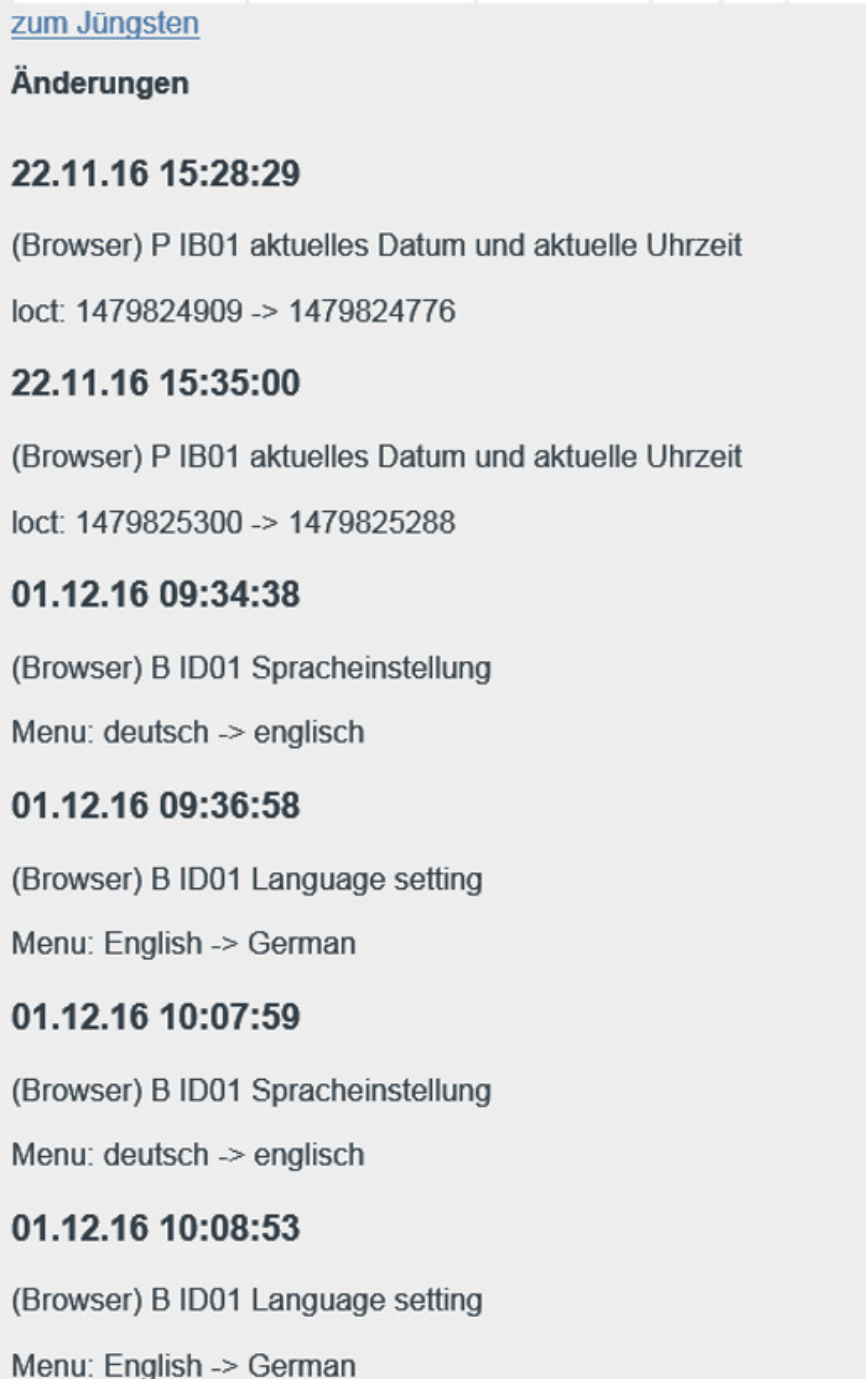 zum Jüngsten
Änderungen
22.11.16 15:28:29
(Browser) P IB01 aktuelles Datum und aktuelle Uhrzeit
loct: 1479824909 -> 1479824776
22.11.16 15:35:00
(Browser) P IB01 aktuelles Datum und aktuelle Uhrzeit
loct: 1479825300 -> 1479825288
01.12.16 09:34:38
(Browser) B ID01 Spracheinstellung
Menu: deutsch -> englisch
01.12.16 09:36:58
(Browser) B ID01 Language setting
Menu: English -> German
01.12.16 10:07:59
(Browser) B ID01 Spracheinstellung
Menu: deutsch -> englisch
01.12.16 10:08:53
(Browser) B ID01 Language setting
Menu: English -> German